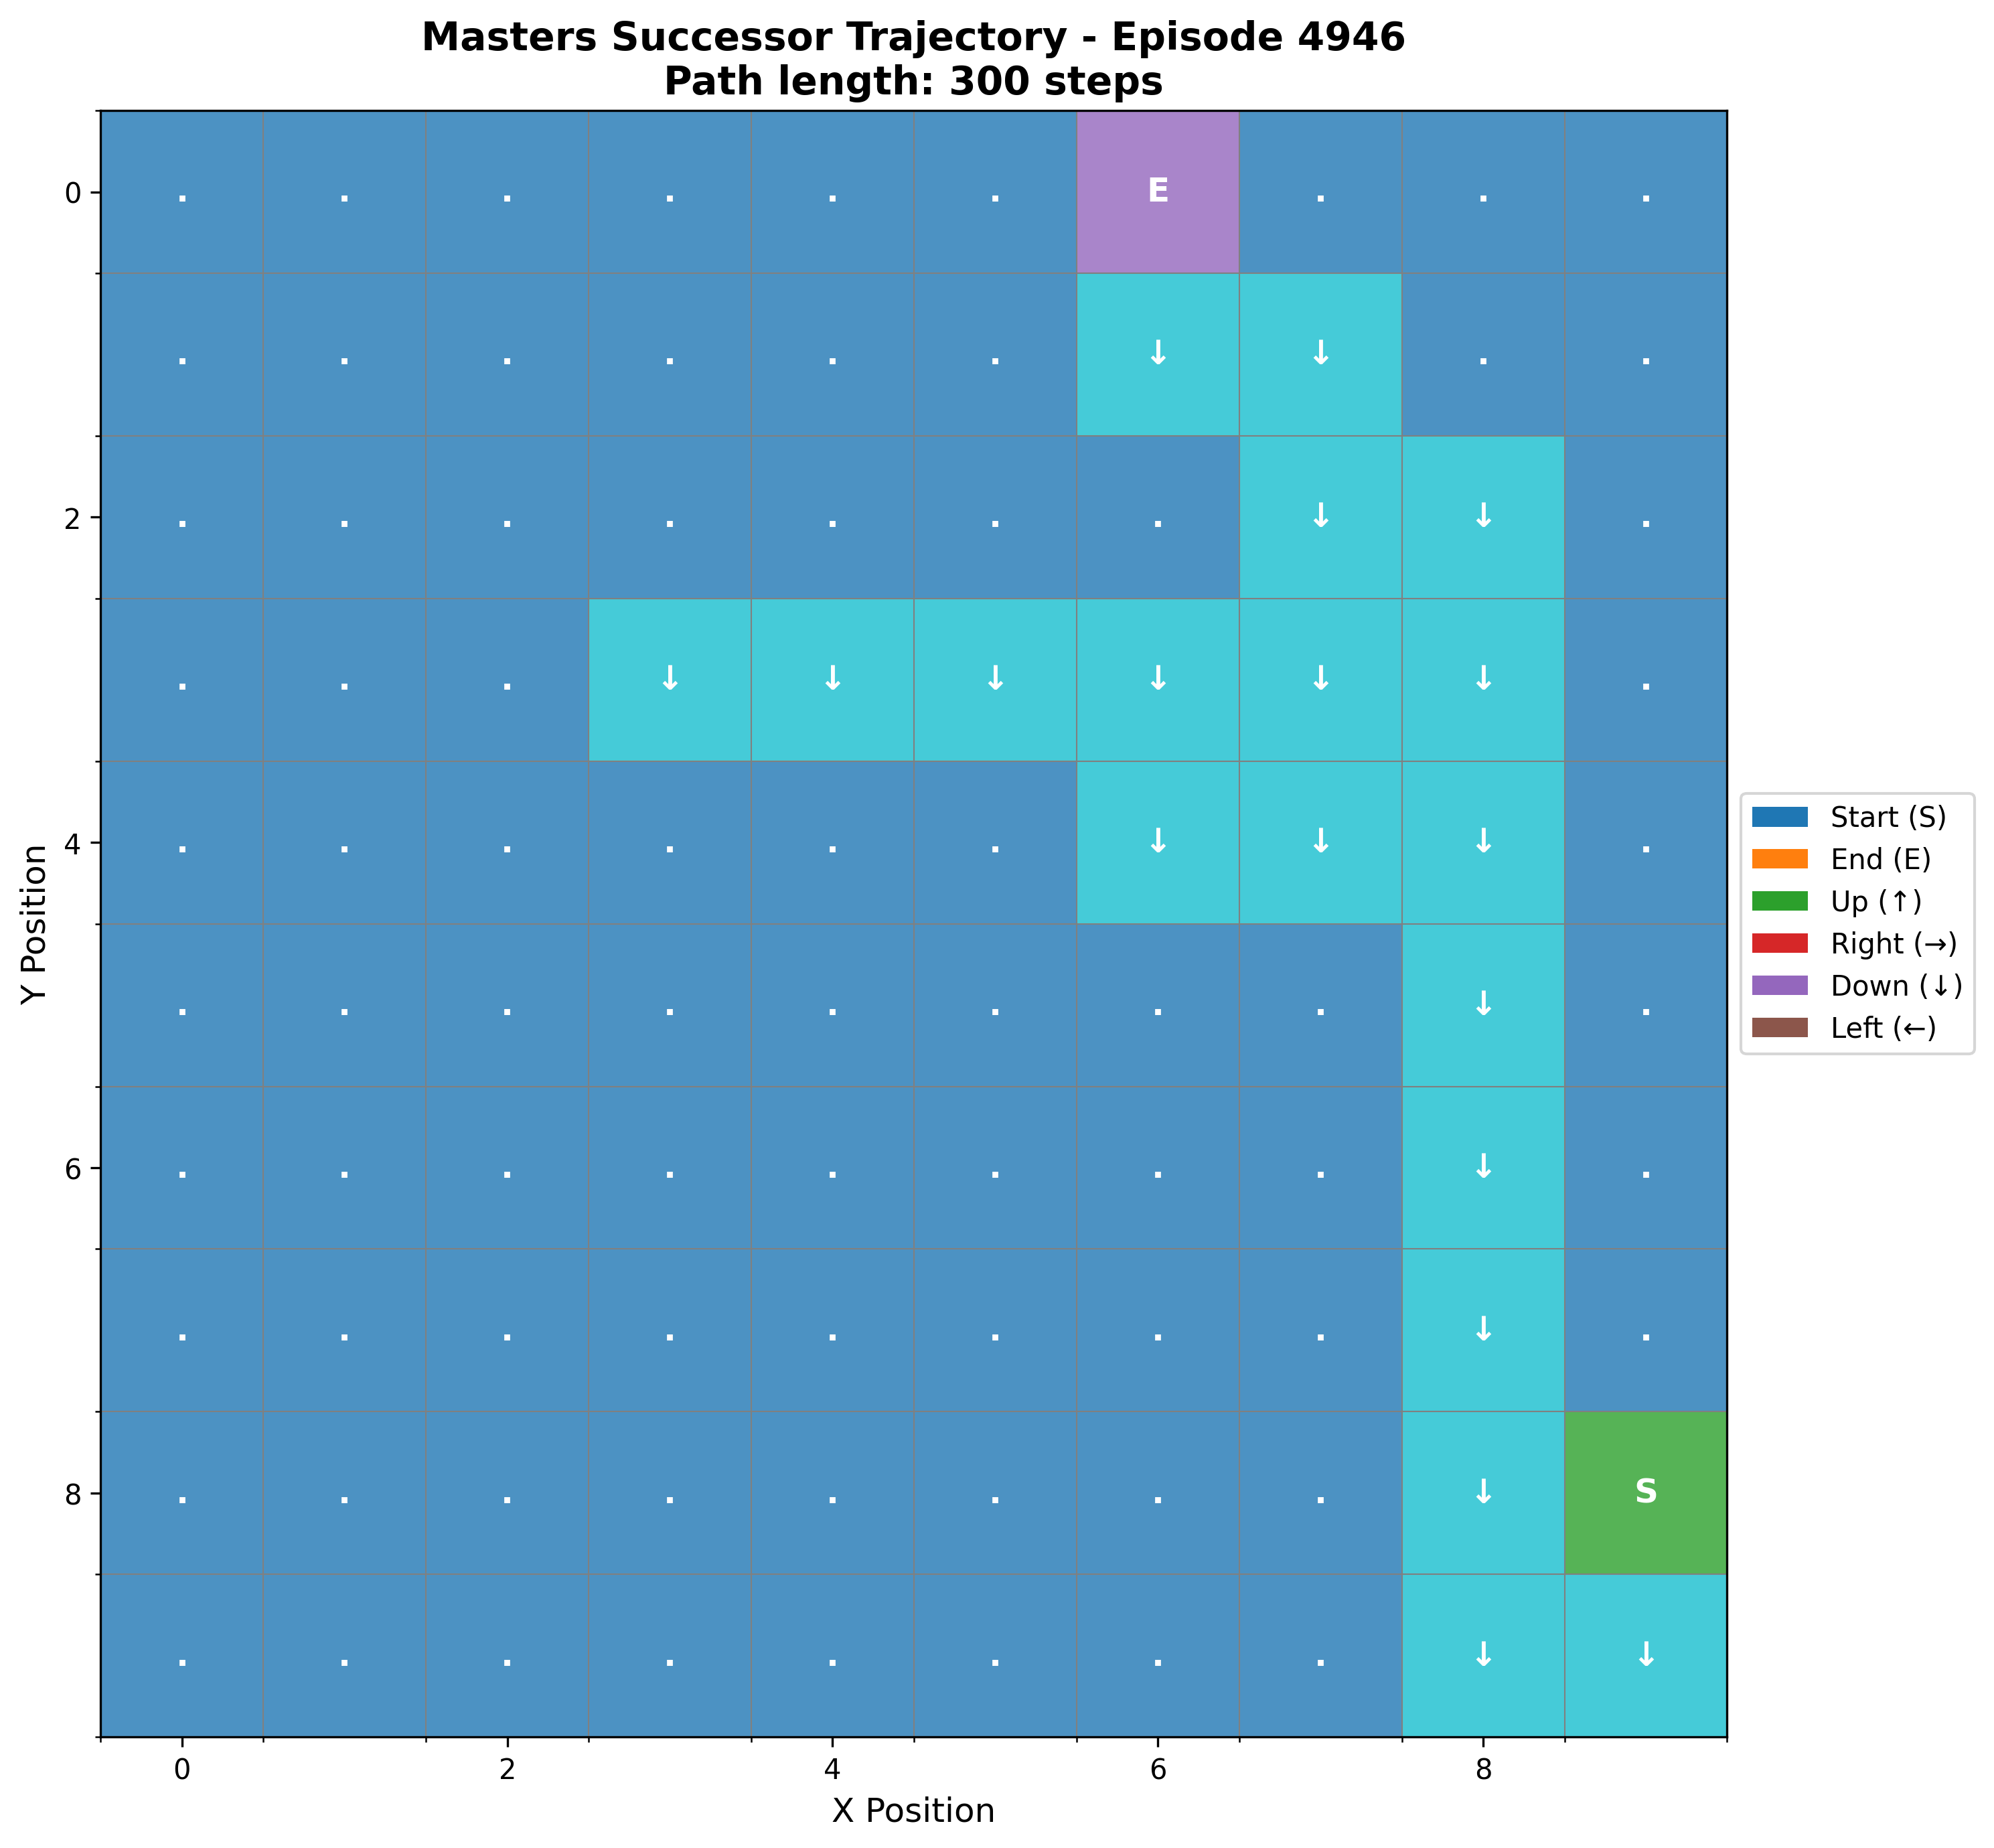 Masters Successor Trajectory - Episode 4946
Path length: 300 steps
0 . . . . . . E . . .
. . . . . . ↓ ↓ . .
2 . . . . . . . ↓ ↓ .
. . . ↓ ↓ ↓ ↓ ↓ ↓ .
4 . . . . . . ↓ ↓ ↓ .
. . . . . . . . ↓ .
6 . . . . . . . . ↓ .
. . . . . . . . ↓ .
8 . . . . . . . . ↓ S
. . . . . . . . ↓ ↓
0 2 4 6 8
X Position
Y Position
Start (S)
End (E)
Up (↑)
Right (→)
Down (↓)
Left (←)